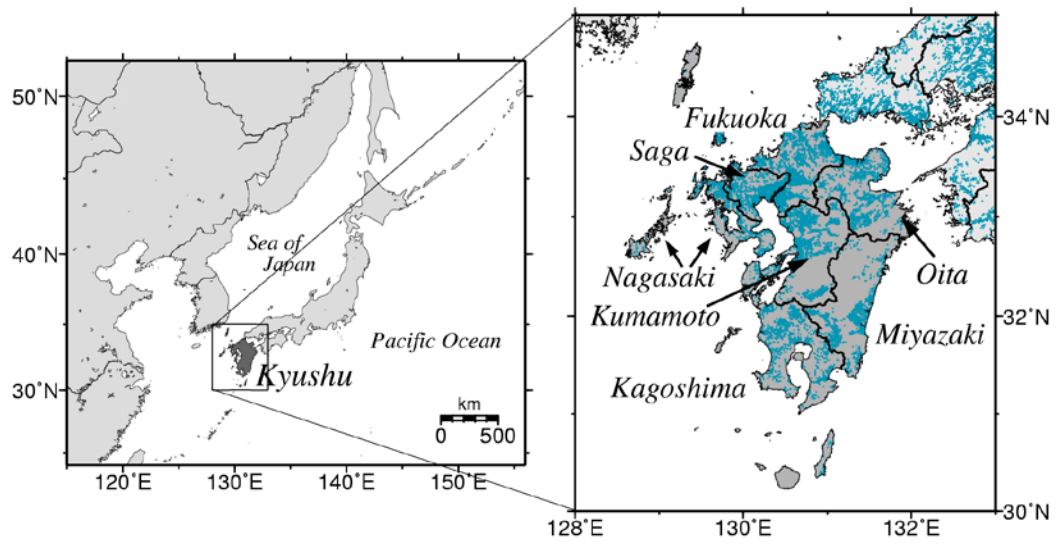 50°N
40°N
30°N
120°E
130°E
140°E
150°E
Sea of
Japan
Pacific Ocean
Kyushu
km
0 500
34°N
32°N
30°N
128°E
130°E
132°E
Fukuoka
Saga
Nagasaki
Oita
Kumamoto
Miyazaki
Kagoshima